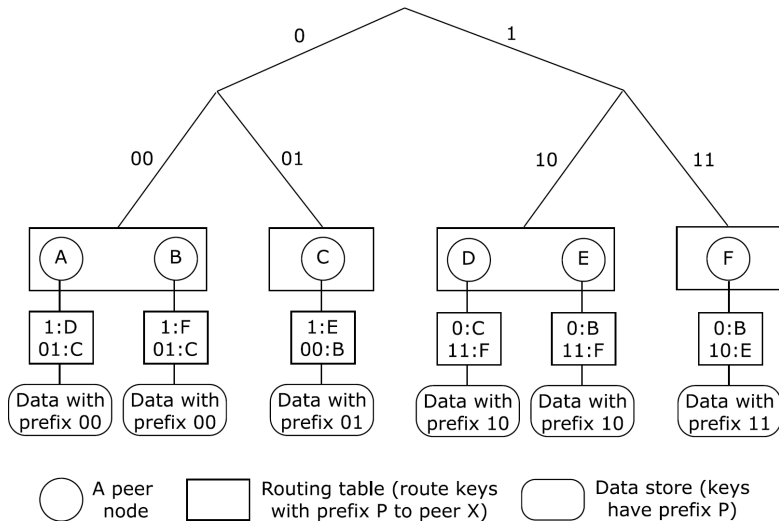 0
1
00
01
10
11
A
B
C
D
E
F
1:D
01:C
1:F
01:C
1:E
00:B
0:C
11:F
0:B
11:F
0:B
10:E
Data with
prefix 00
Data with
prefix 00
Data with
prefix 01
Data with
prefix 10
Data with
prefix 10
Data with
prefix 11
A peer
node
Routing table (route keys
with prefix P to peer X)
Data store (keys
have prefix P)